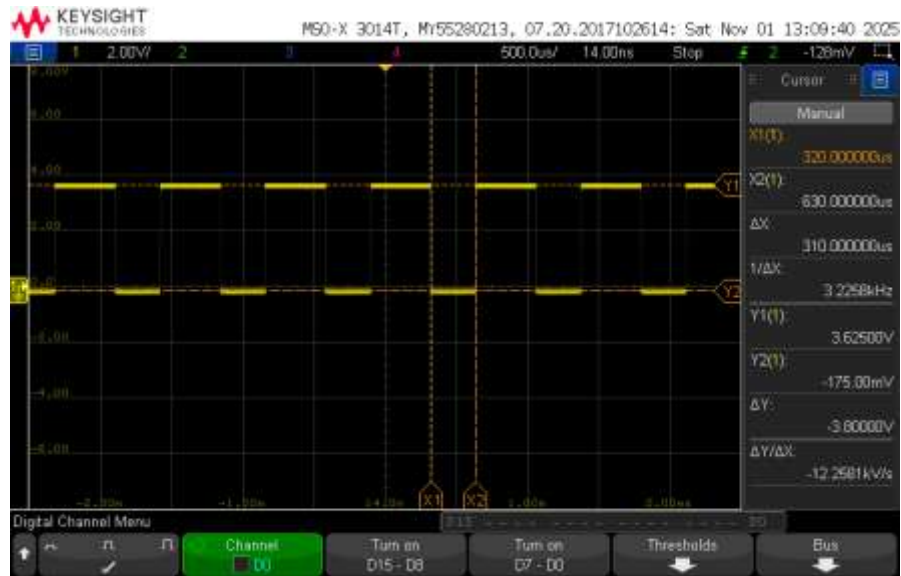 KEYSIGHT
TECHNOLOGIES
MSO-X 3014T, MY55280213, 07.20.2017102614: Sat Nov 01 13:09:40 2025
1 2.00V/ 2 3 4 500.0us/ 14.00ns Stop 2 -128mV
Cursor
Manual
X1(1):
320.000000us
X2(1):
630.000000us
ΔX:
310.000000us
1/ΔX:
3.2258kHz
Y1(1):
3.62500V
Y2(1):
-175.00mV
ΔY:
-3.80000V
ΔY/ΔX:
-12.2581kV/s
4.00
-4.00
Y1
Y2
X1 X2
Digital Channel Menu
Channel
D0
Turn on
D15 - D8
Turn on
D7 - D0
Thresholds
Bus